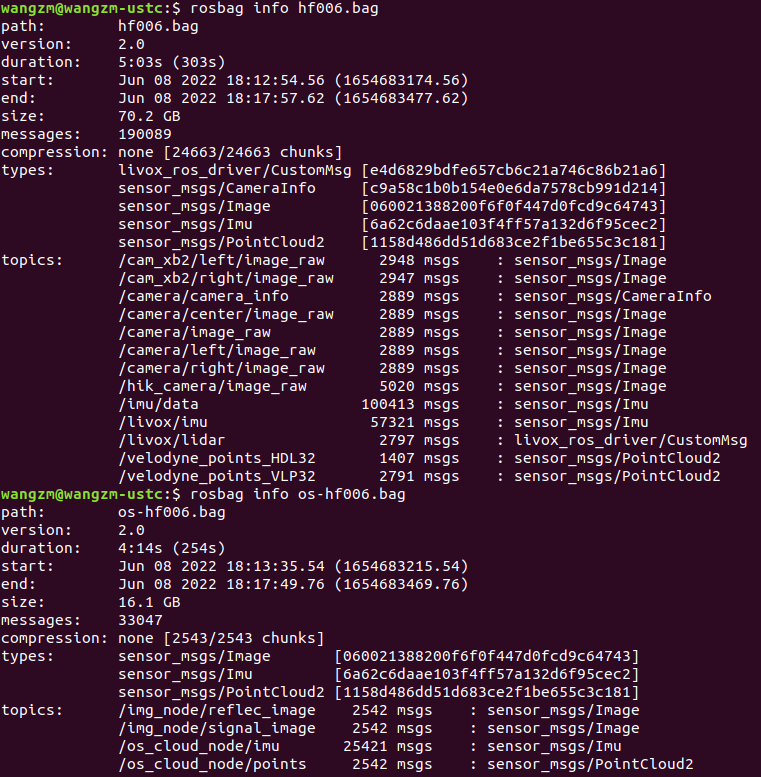 wangzm@wangzm-ustc:$ rosbag info hf006.bag
path:        hf006.bag
version:     2.0
duration:    5:03s (303s)
start:       Jun 08 2022 18:12:54.56 (1654683174.56)
end:         Jun 08 2022 18:17:57.62 (1654683477.62)
size:        70.2 GB
messages:    190089
compression: none [24663/24663 chunks]
types:       livox_ros_driver/CustomMsg [e4d6829bdfe657cb6c21a746c86b21a6]
             sensor_msgs/CameraInfo     [c9a58c1b0b154e0e6da7578cb991d214]
             sensor_msgs/Image          [060021388200f6f0f447d0fcd9c64743]
             sensor_msgs/Imu            [6a62c6daae103f4ff57a132d6f95cec2]
             sensor_msgs/PointCloud2    [1158d486dd51d683ce2f1be655c3c181]
topics:      /cam_xb2/left/image_raw      2948 msgs    : sensor_msgs/Image
             /cam_xb2/right/image_raw     2947 msgs    : sensor_msgs/Image
             /camera/camera_info          2889 msgs    : sensor_msgs/CameraInfo
             /camera/center/image_raw     2889 msgs    : sensor_msgs/Image
             /camera/image_raw            2889 msgs    : sensor_msgs/Image
             /camera/left/image_raw       2889 msgs    : sensor_msgs/Image
             /camera/right/image_raw      2889 msgs    : sensor_msgs/Image
             /hik_camera/image_raw        5020 msgs    : sensor_msgs/Image
             /imu/data                  100413 msgs    : sensor_msgs/Imu
             /livox/imu                  57321 msgs    : sensor_msgs/Imu
             /livox/lidar                 2797 msgs    : livox_ros_driver/CustomMsg
             /velodyne_points_HDL32       1407 msgs    : sensor_msgs/PointCloud2
             /velodyne_points_VLP32       2791 msgs    : sensor_msgs/PointCloud2
wangzm@wangzm-ustc:$ rosbag info os-hf006.bag
path:        os-hf006.bag
version:     2.0
duration:    4:14s (254s)
start:       Jun 08 2022 18:13:35.54 (1654683215.54)
end:         Jun 08 2022 18:17:49.76 (1654683469.76)
size:        16.1 GB
messages:    33047
compression: none [2543/2543 chunks]
types:       sensor_msgs/Image       [060021388200f6f0f447d0fcd9c64743]
             sensor_msgs/Imu         [6a62c6daae103f4ff57a132d6f95cec2]
             sensor_msgs/PointCloud2 [1158d486dd51d683ce2f1be655c3c181]
topics:      /img_node/reflec_image    2542 msgs    : sensor_msgs/Image
             /img_node/signal_image    2542 msgs    : sensor_msgs/Image
             /os_cloud_node/imu       25421 msgs    : sensor_msgs/Imu
             /os_cloud_node/points     2542 msgs    : sensor_msgs/PointCloud2